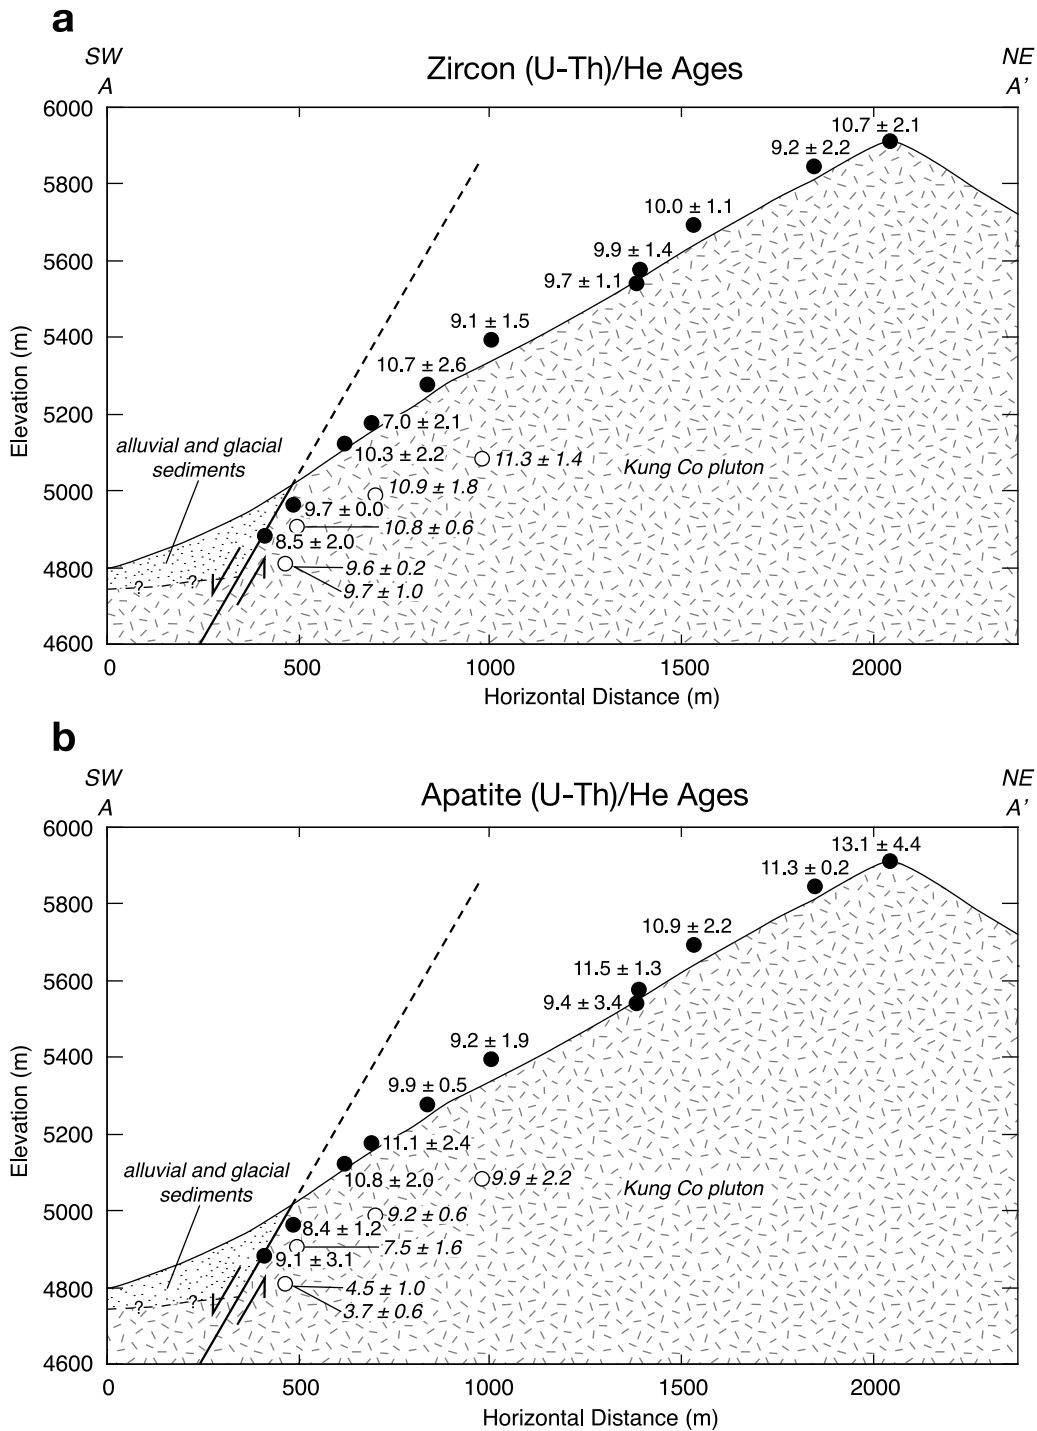 a
SW
NE
Zircon (U-Th)/He Ages
A
A'
6000
10.7 ± 2.1
9.2 ± 2.2
5800
10.0 ± 1.1
5600
9.9 ± 1.4
9.7 ± 1.1
Elevation (m)
5400
9.1 ± 1.5
10.7 ± 2.6
5200
7.0 ± 2.1
alluvial and glacial
sediments
10.3 ± 2.2
11.3 ± 1.4
Kung Co pluton
5000
10.9 ± 1.8
9.7 ± 0.0
10.8 ± 0.6
8.5 ± 2.0
4800
9.6 ± 0.2
? ?
9.7 ± 1.0
4600
0 500 1000 1500 2000
Horizontal Distance (m)
b
SW
NE
Apatite (U-Th)/He Ages
A
A'
6000
13.1 ± 4.4
11.3 ± 0.2
5800
10.9 ± 2.2
5600
11.5 ± 1.3
9.4 ± 3.4
Elevation (m)
5400
9.2 ± 1.9
9.9 ± 0.5
5200
11.1 ± 2.4
alluvial and glacial
sediments
10.8 ± 2.0
9.9 ± 2.2
Kung Co pluton
5000
9.2 ± 0.6
8.4 ± 1.2
7.5 ± 1.6
9.1 ± 3.1
4800
4.5 ± 1.0
? ?
3.7 ± 0.6
4600
0 500 1000 1500 2000
Horizontal Distance (m)